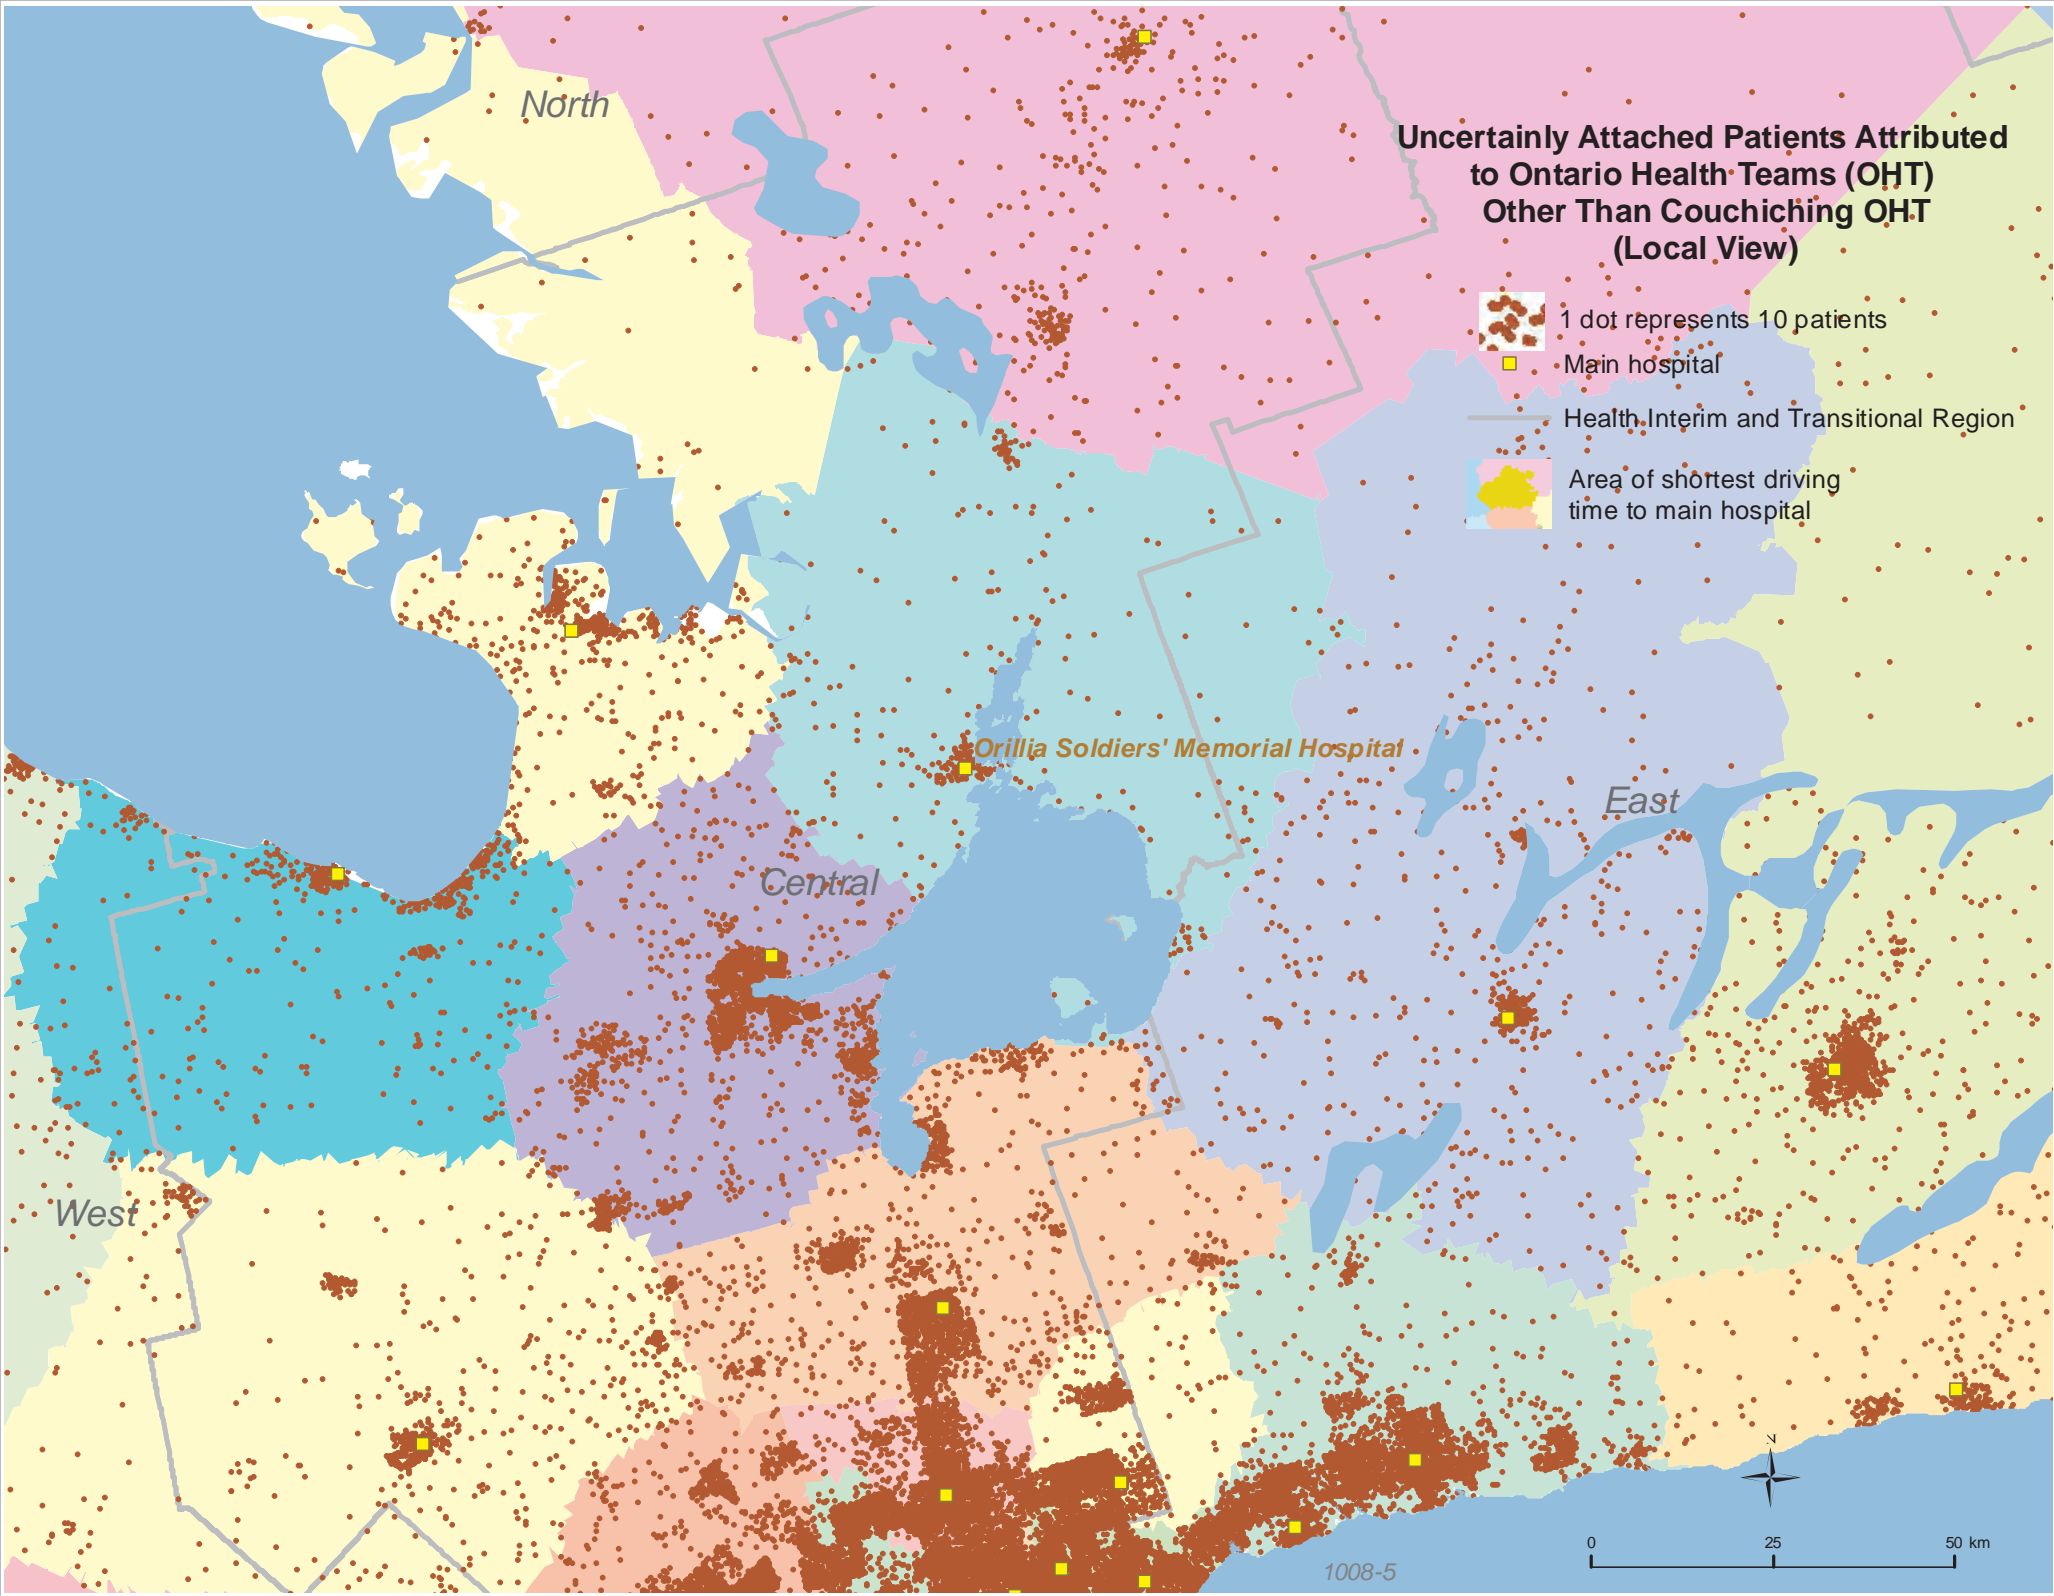 North
Uncertainly Attached Patients Attributed
to Ontario Health Teams (OHT)
Other Than Couchiching OHT
(Local View)
1 dot represents 10 patients
Main hospital
Health Interim and Transitional Region
Area of shortest driving
time to main hospital
Orillia Soldiers' Memorial Hospital
East
Central
West
N
0 25 50 km
1008-5